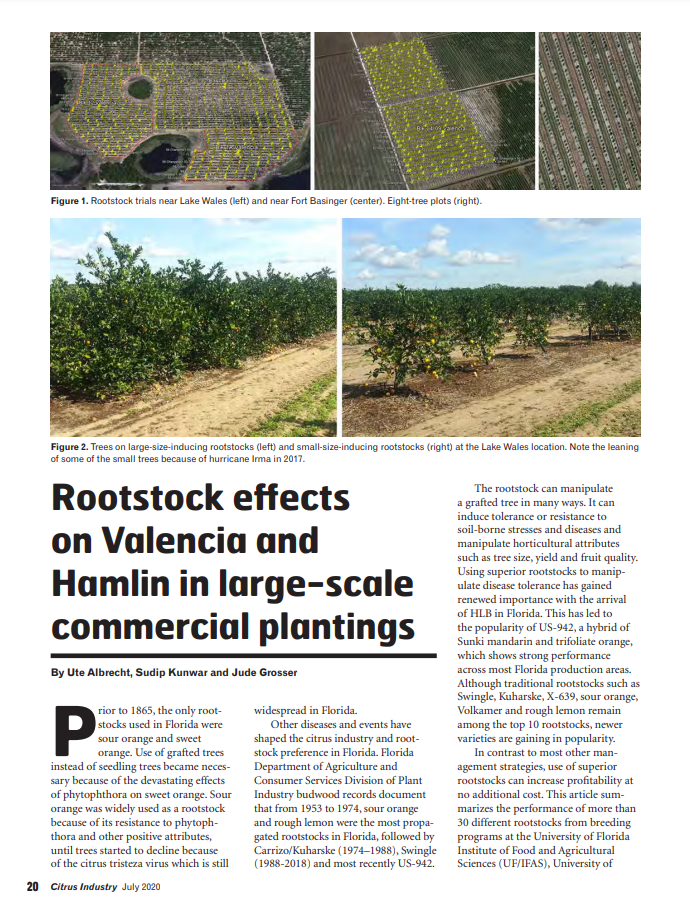 Figure 1. Rootstock trials near Lake Wales (left) and near Fort Basinger (center). Eight-tree plots (right).
Figure 2. Trees on large-size-inducing rootstocks (left) and small-size-inducing rootstocks (right) at the Lake Wales location. Note the leaning
of some of the small trees because of hurricane Irma in 2017.
Rootstock effects
on Valencia and
Hamlin in large-scale
commercial plantings
By Ute Albrecht, Sudip Kunwar and Jude Grosser
Prior to 1865, the only root-
stocks used in Florida were
sour orange and sweet
orange. Use of grafted trees
instead of seedling trees became neces-
sary because of the devastating effects
of phytophthora on sweet orange. Sour
orange was widely used as a rootstock
because of its resistance to phytoph-
thora and other positive attributes,
until trees started to decline because
of the citrus tristeza virus which is still
widespread in Florida.
Other diseases and events have
shaped the citrus industry and root-
stock preference in Florida. Florida
Department of Agriculture and
Consumer Services Division of Plant
Industry budwood records document
that from 1953 to 1974, sour orange
and rough lemon were the most propa-
gated rootstocks in Florida, followed by
Carrizo/Kuharske (1974–1988), Swingle
(1988-2018) and most recently US-942.
The rootstock can manipulate
a grafted tree in many ways. It can
induce tolerance or resistance to
soil-borne stresses and diseases and
manipulate horticultural attributes
such as tree size, yield and fruit quality.
Using superior rootstocks to manip-
ulate disease tolerance has gained
renewed importance with the arrival
of HLB in Florida. This has led to
the popularity of US-942, a hybrid of
Sunki mandarin and trifoliate orange,
which shows strong performance
across most Florida production areas.
Although traditional rootstocks such as
Swingle, Kuharske, X-639, sour orange,
Volkamer and rough lemon remain
among the top 10 rootstocks, newer
varieties are gaining in popularity.
In contrast to most other man-
agement strategies, use of superior
rootstocks can increase profitability at
no additional cost. This article sum-
marizes the performance of more than
30 different rootstocks from breeding
programs at the University of Florida
Institute of Food and Agricultural
Sciences (UF/IFAS), University of
20 Citrus Industry July 2020